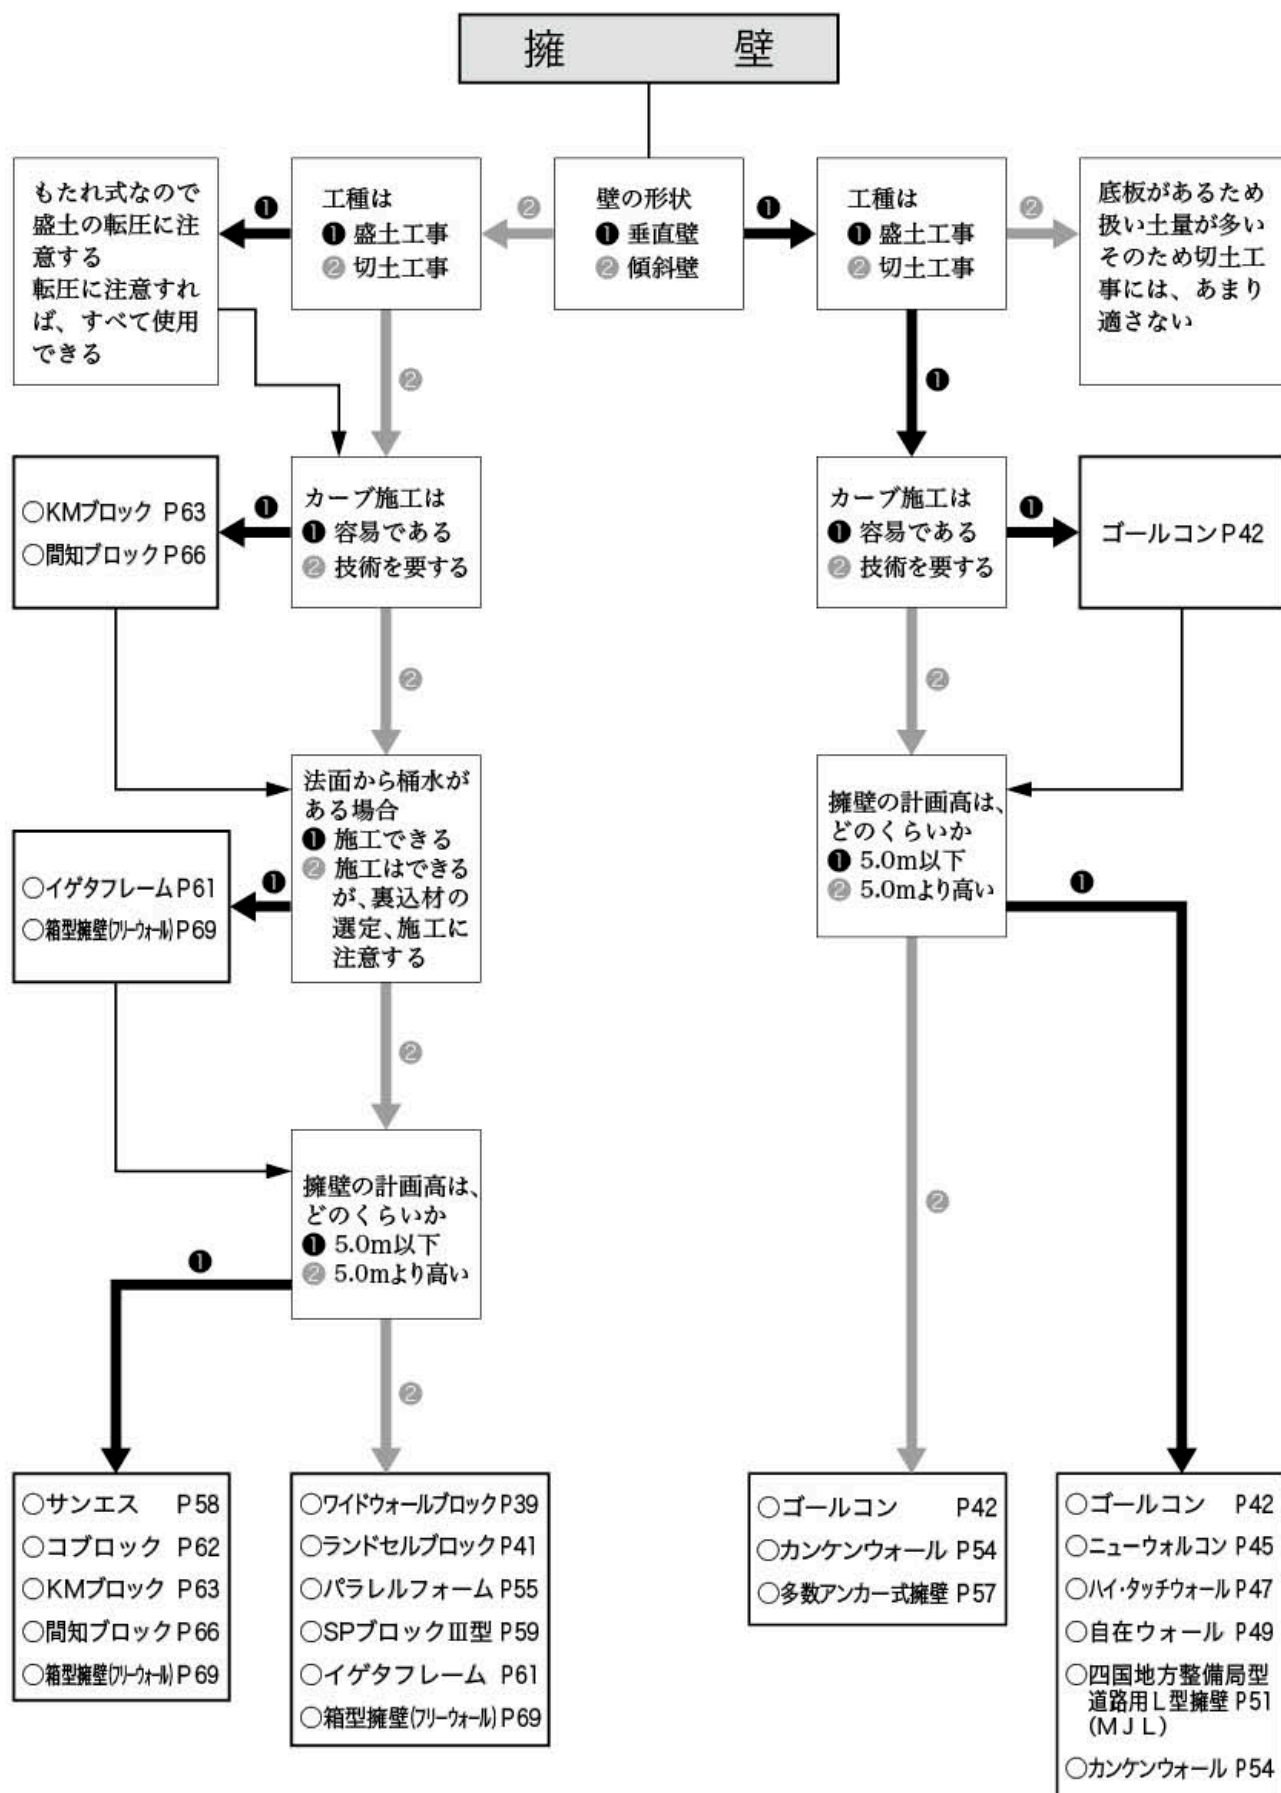 擁 壁
もたれ式なので
盛土の転圧に注
意する
転圧に注意すれ
ば、すべて使用
できる
❶
工種は
❶ 盛土工事
❷ 切土工事
❷
壁の形状
❶ 垂直壁
❷ 傾斜壁
❶
工種は
❶ 盛土工事
❷ 切土工事
❷
底板があるため
扱い土量が多い
そのため切土工
事には、あまり
適さない
❷
❶
○KMブロック P63
○間知ブロック P66
❶
カーブ施工は
❶ 容易である
❷ 技術を要する
カーブ施工は
❶ 容易である
❷ 技術を要する
❶
ゴールコンP42
❷
❷
法面から桶水が
ある場合
❶ 施工できる
❷ 施工はできる
が、裏込材の
選定、施工に
注意する
❶
○イゲタフレームP61
○箱型擁壁(フリーウォール)P69
擁壁の計画高は、
どのくらいか
❶ 5.0m以下
❷ 5.0mより高い
❶
❷
❷
擁壁の計画高は、
どのくらいか
❶ 5.0m以下
❷ 5.0mより高い
❶
❷
○サンエス P58
○コブロック P62
○KMブロック P63
○間知ブロック P66
○箱型擁壁(フリーウォール)P69
○ワイドウォールブロックP39
○ランドセルブロックP41
○パラレルフォーム P55
○SPブロックⅢ型 P59
○イゲタフレーム P61
○箱型擁壁(フリーウォール)P69
○ゴールコン P42
○カンケンウォール P54
○多数アンカー式擁壁 P57
○ゴールコン P42
○ニューウォルコン P45
○ハイ・タッチウォール P47
○自在ウォール P49
○四国地方整備局型
道路用L型擁壁 P51
(MJL)
○カンケンウォール P54